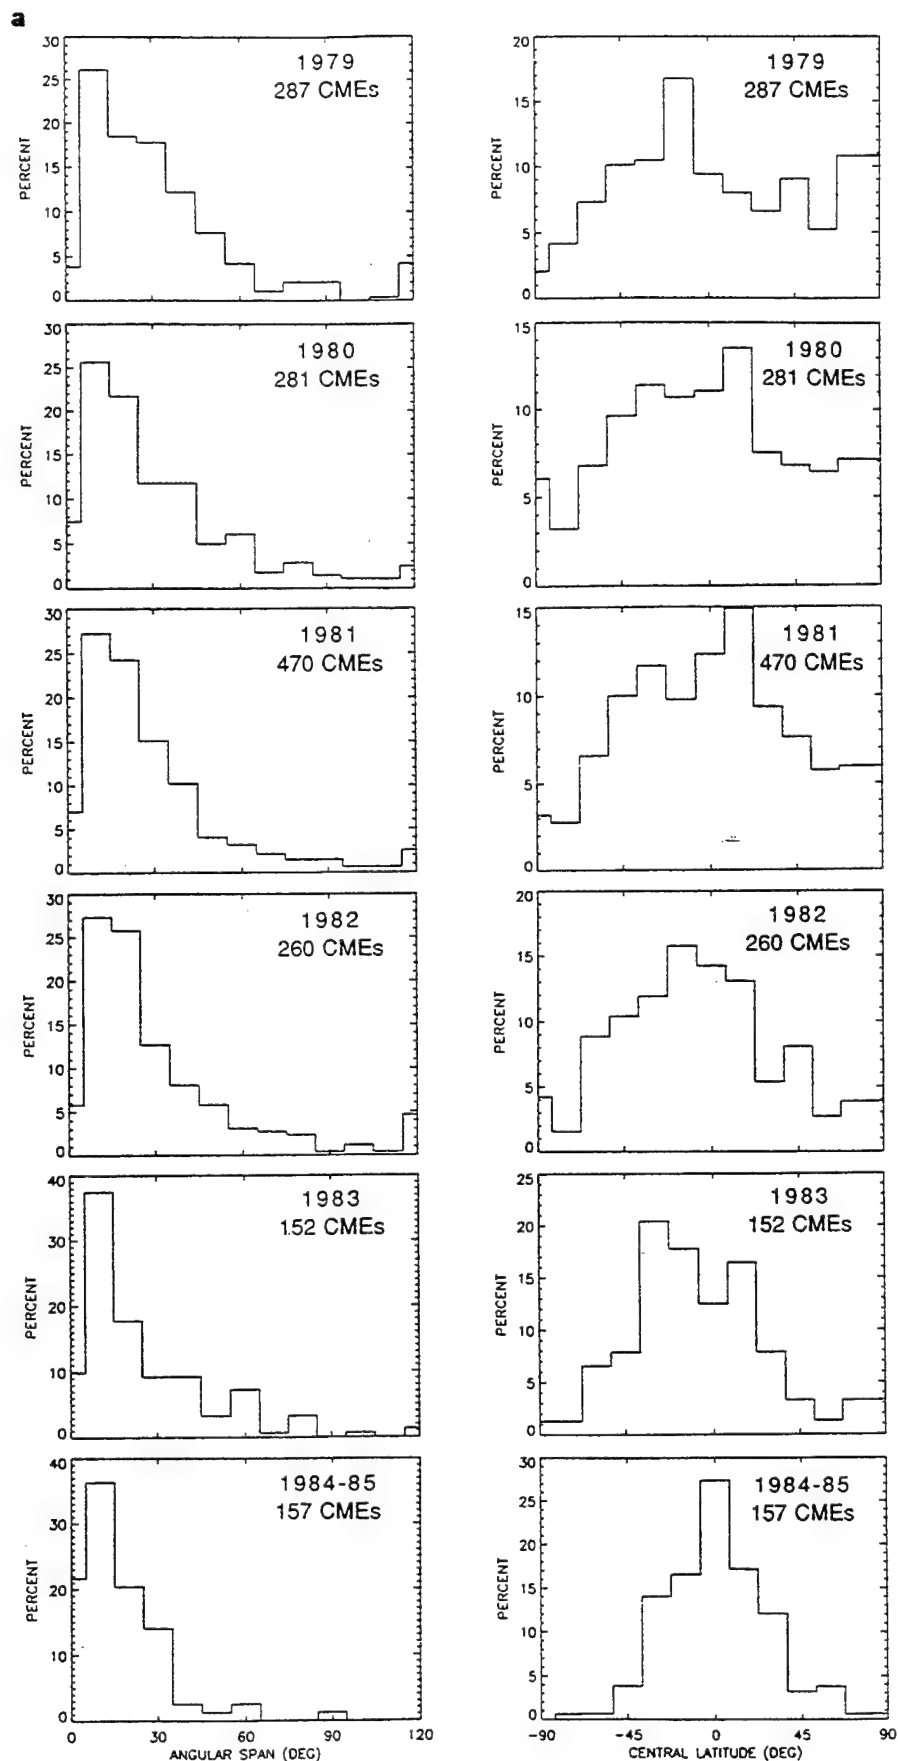 a
30
25
20
15
10
5
0
PERCENT
1979
287 CMEs
20
15
10
5
0
PERCENT
1979
287 CMEs
30
25
20
15
10
5
0
PERCENT
1980
281 CMEs
15
10
5
0
PERCENT
1980
281 CMEs
30
25
20
15
10
5
0
PERCENT
1981
470 CMEs
15
10
5
0
PERCENT
1981
470 CMEs
30
25
20
15
10
5
0
PERCENT
1982
260 CMEs
20
15
10
5
0
PERCENT
1982
260 CMEs
40
30
20
10
0
PERCENT
1983
152 CMEs
25
20
15
10
5
0
PERCENT
1983
152 CMEs
40
30
20
10
0
PERCENT
1984-85
157 CMEs
0 30 60 90 120
ANGULAR SPAN (DEG)
30
25
20
15
10
5
0
PERCENT
1984-85
157 CMEs
-90 -45 0 45 90
CENTRAL LATITUDE (DEG)